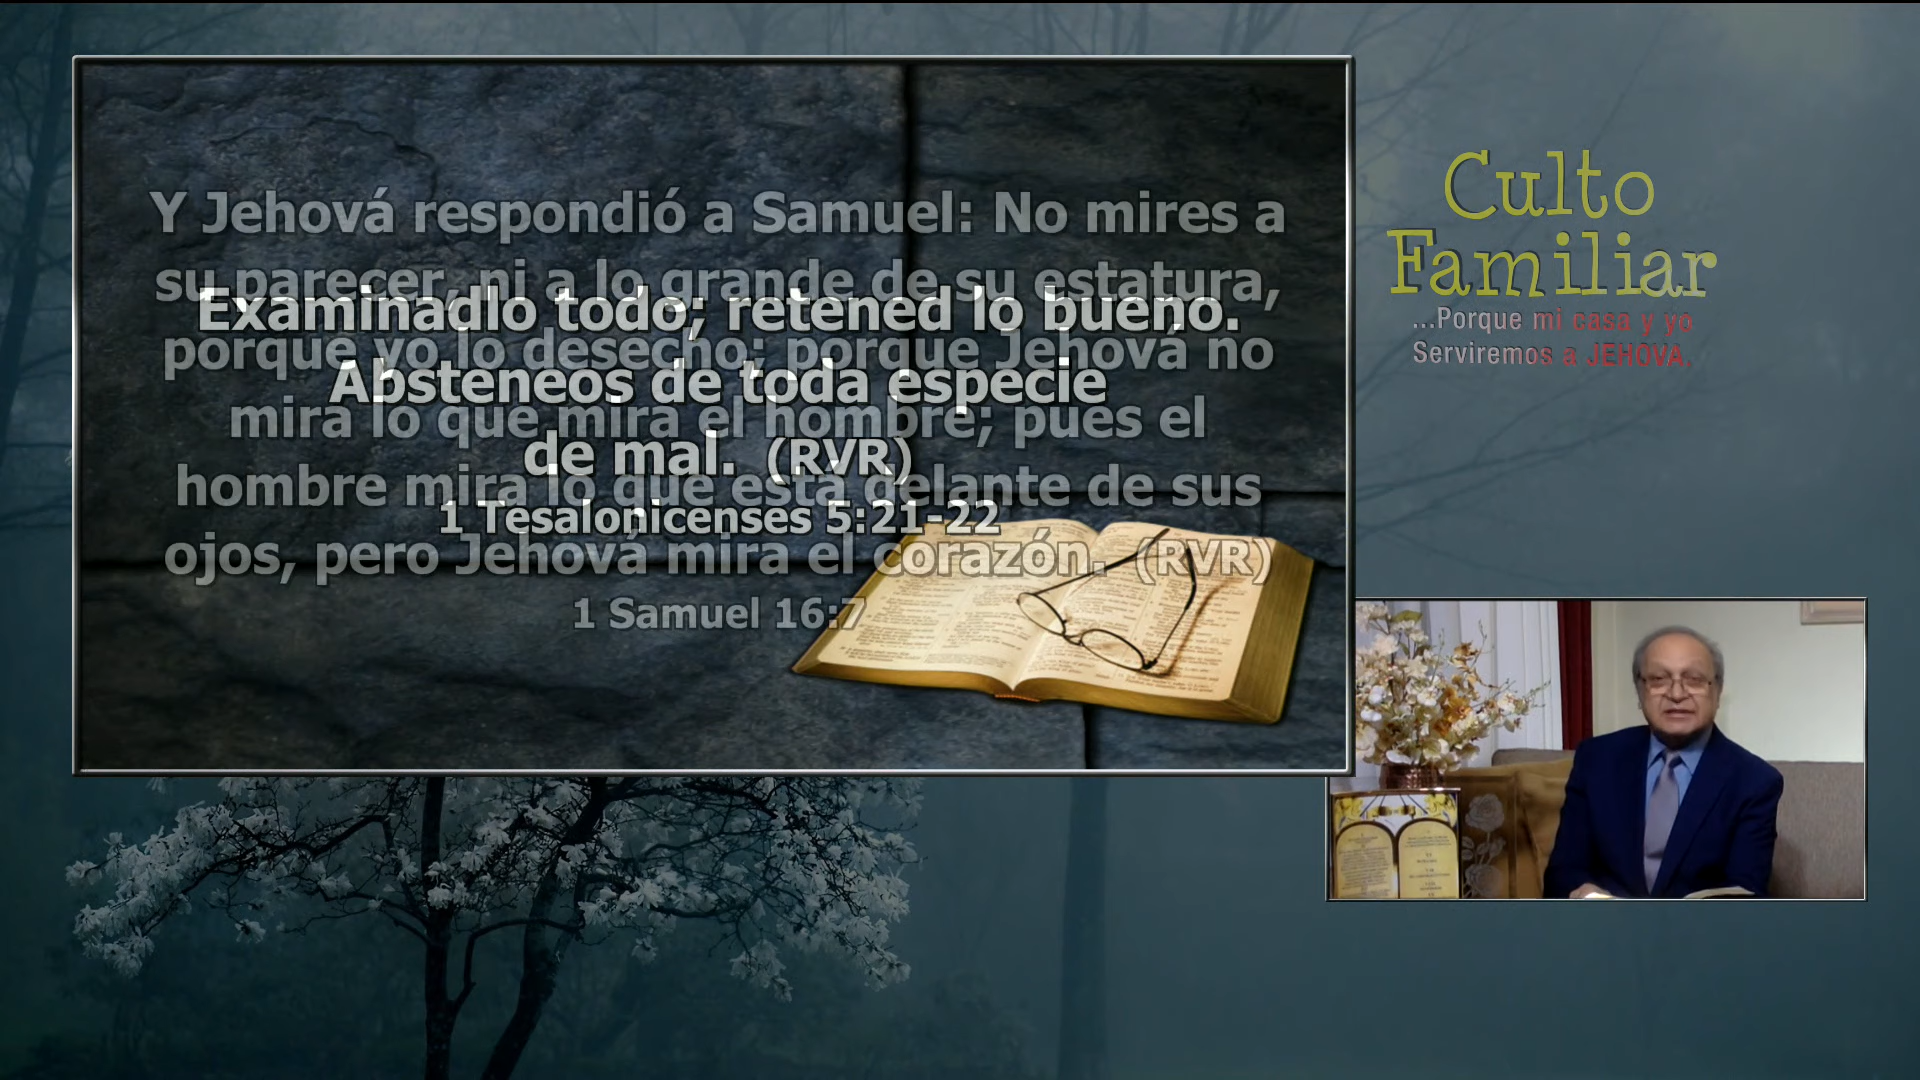 Y Jehová respondió a Samuel: No mires a
su parecer, ni a lo grande de su estatura,
porque yo lo desecho; porque Jehová no
mira lo que mira el hombre; pues el
hombre mira lo que está delante de sus
ojos, pero Jehová mira el corazón. (RVR)
1 Samuel 16:7
Examinadlo todo; retened lo bueno.
Absteneos de toda especie
de mal. (RVR)
1 Tesalonicenses 5:21-22
Culto
Familiar
...Porque mi casa y yo
Serviremos a JEHOVA.